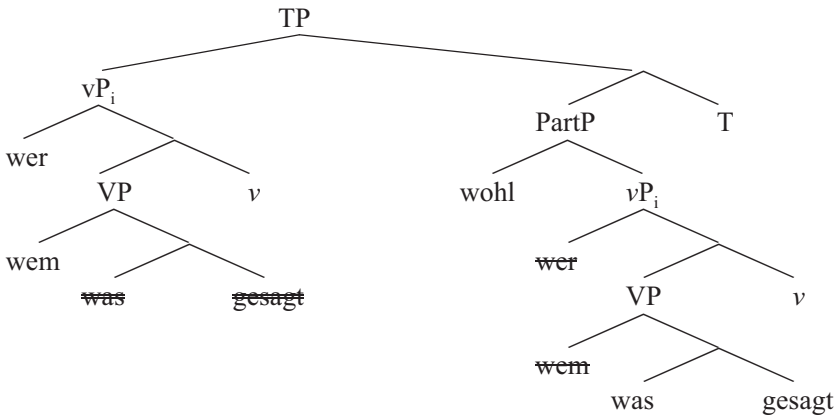 TP
vPi
PartP T
wer
VP v wohl vPi
wem wer
was gesagt VP v
wem
was gesagt